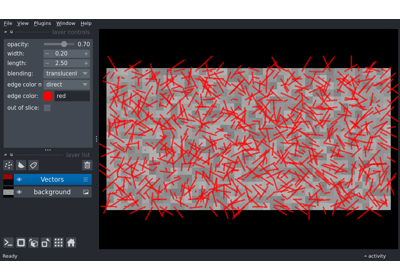 File View Plugins Window Help
layer controls
opacity: 0.70
width: 0.20
length: 2.50
blending: translucent
edge color m direct
edge color: red
out of slice:
layer list
Vectors
background
Ready
activity